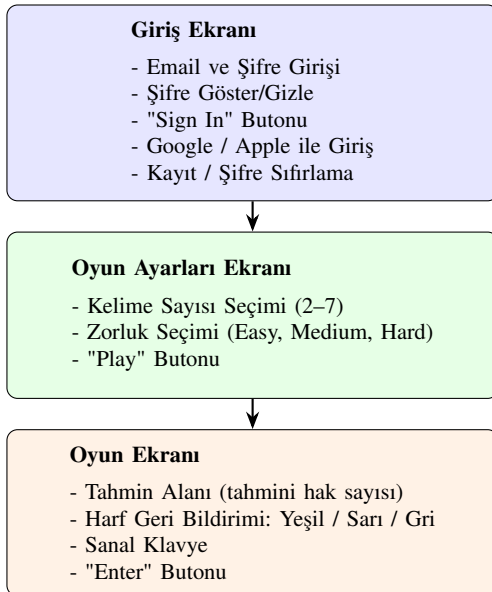 Giriş Ekranı
- Email ve Şifre Girişi
- Şifre Göster/Gizle
- "Sign In" Butonu
- Google / Apple ile Giriş
- Kayıt / Şifre Sıfırlama
Oyun Ayarları Ekranı
- Kelime Sayısı Seçimi (2–7)
- Zorluk Seçimi (Easy, Medium, Hard)
- "Play" Butonu
Oyun Ekranı
- Tahmin Alanı (tahmini hak sayısı)
- Harf Geri Bildirimi: Yeşil / Sarı / Gri
- Sanal Klavye
- "Enter" Butonu